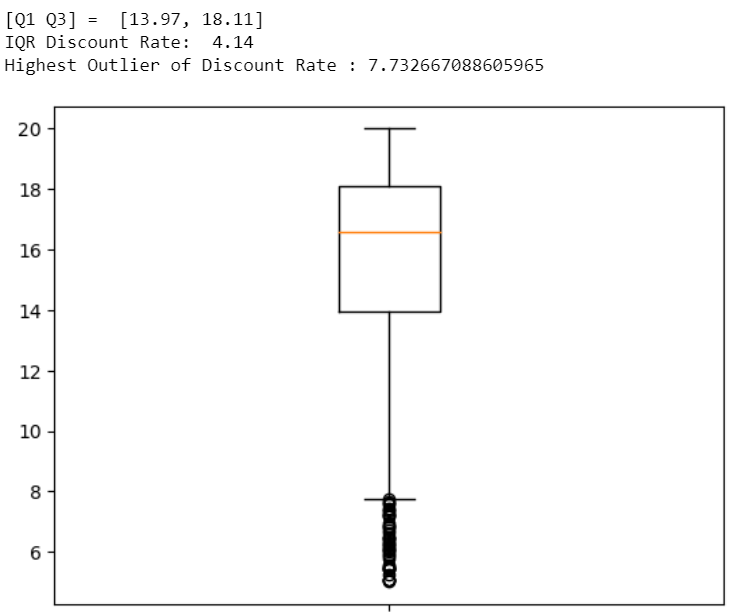 [Q1 Q3] =  [13.97, 18.11]
IQR Discount Rate:  4.14
Highest Outlier of Discount Rate : 7.732667088605965
20
18
16
14
12
10
8
6